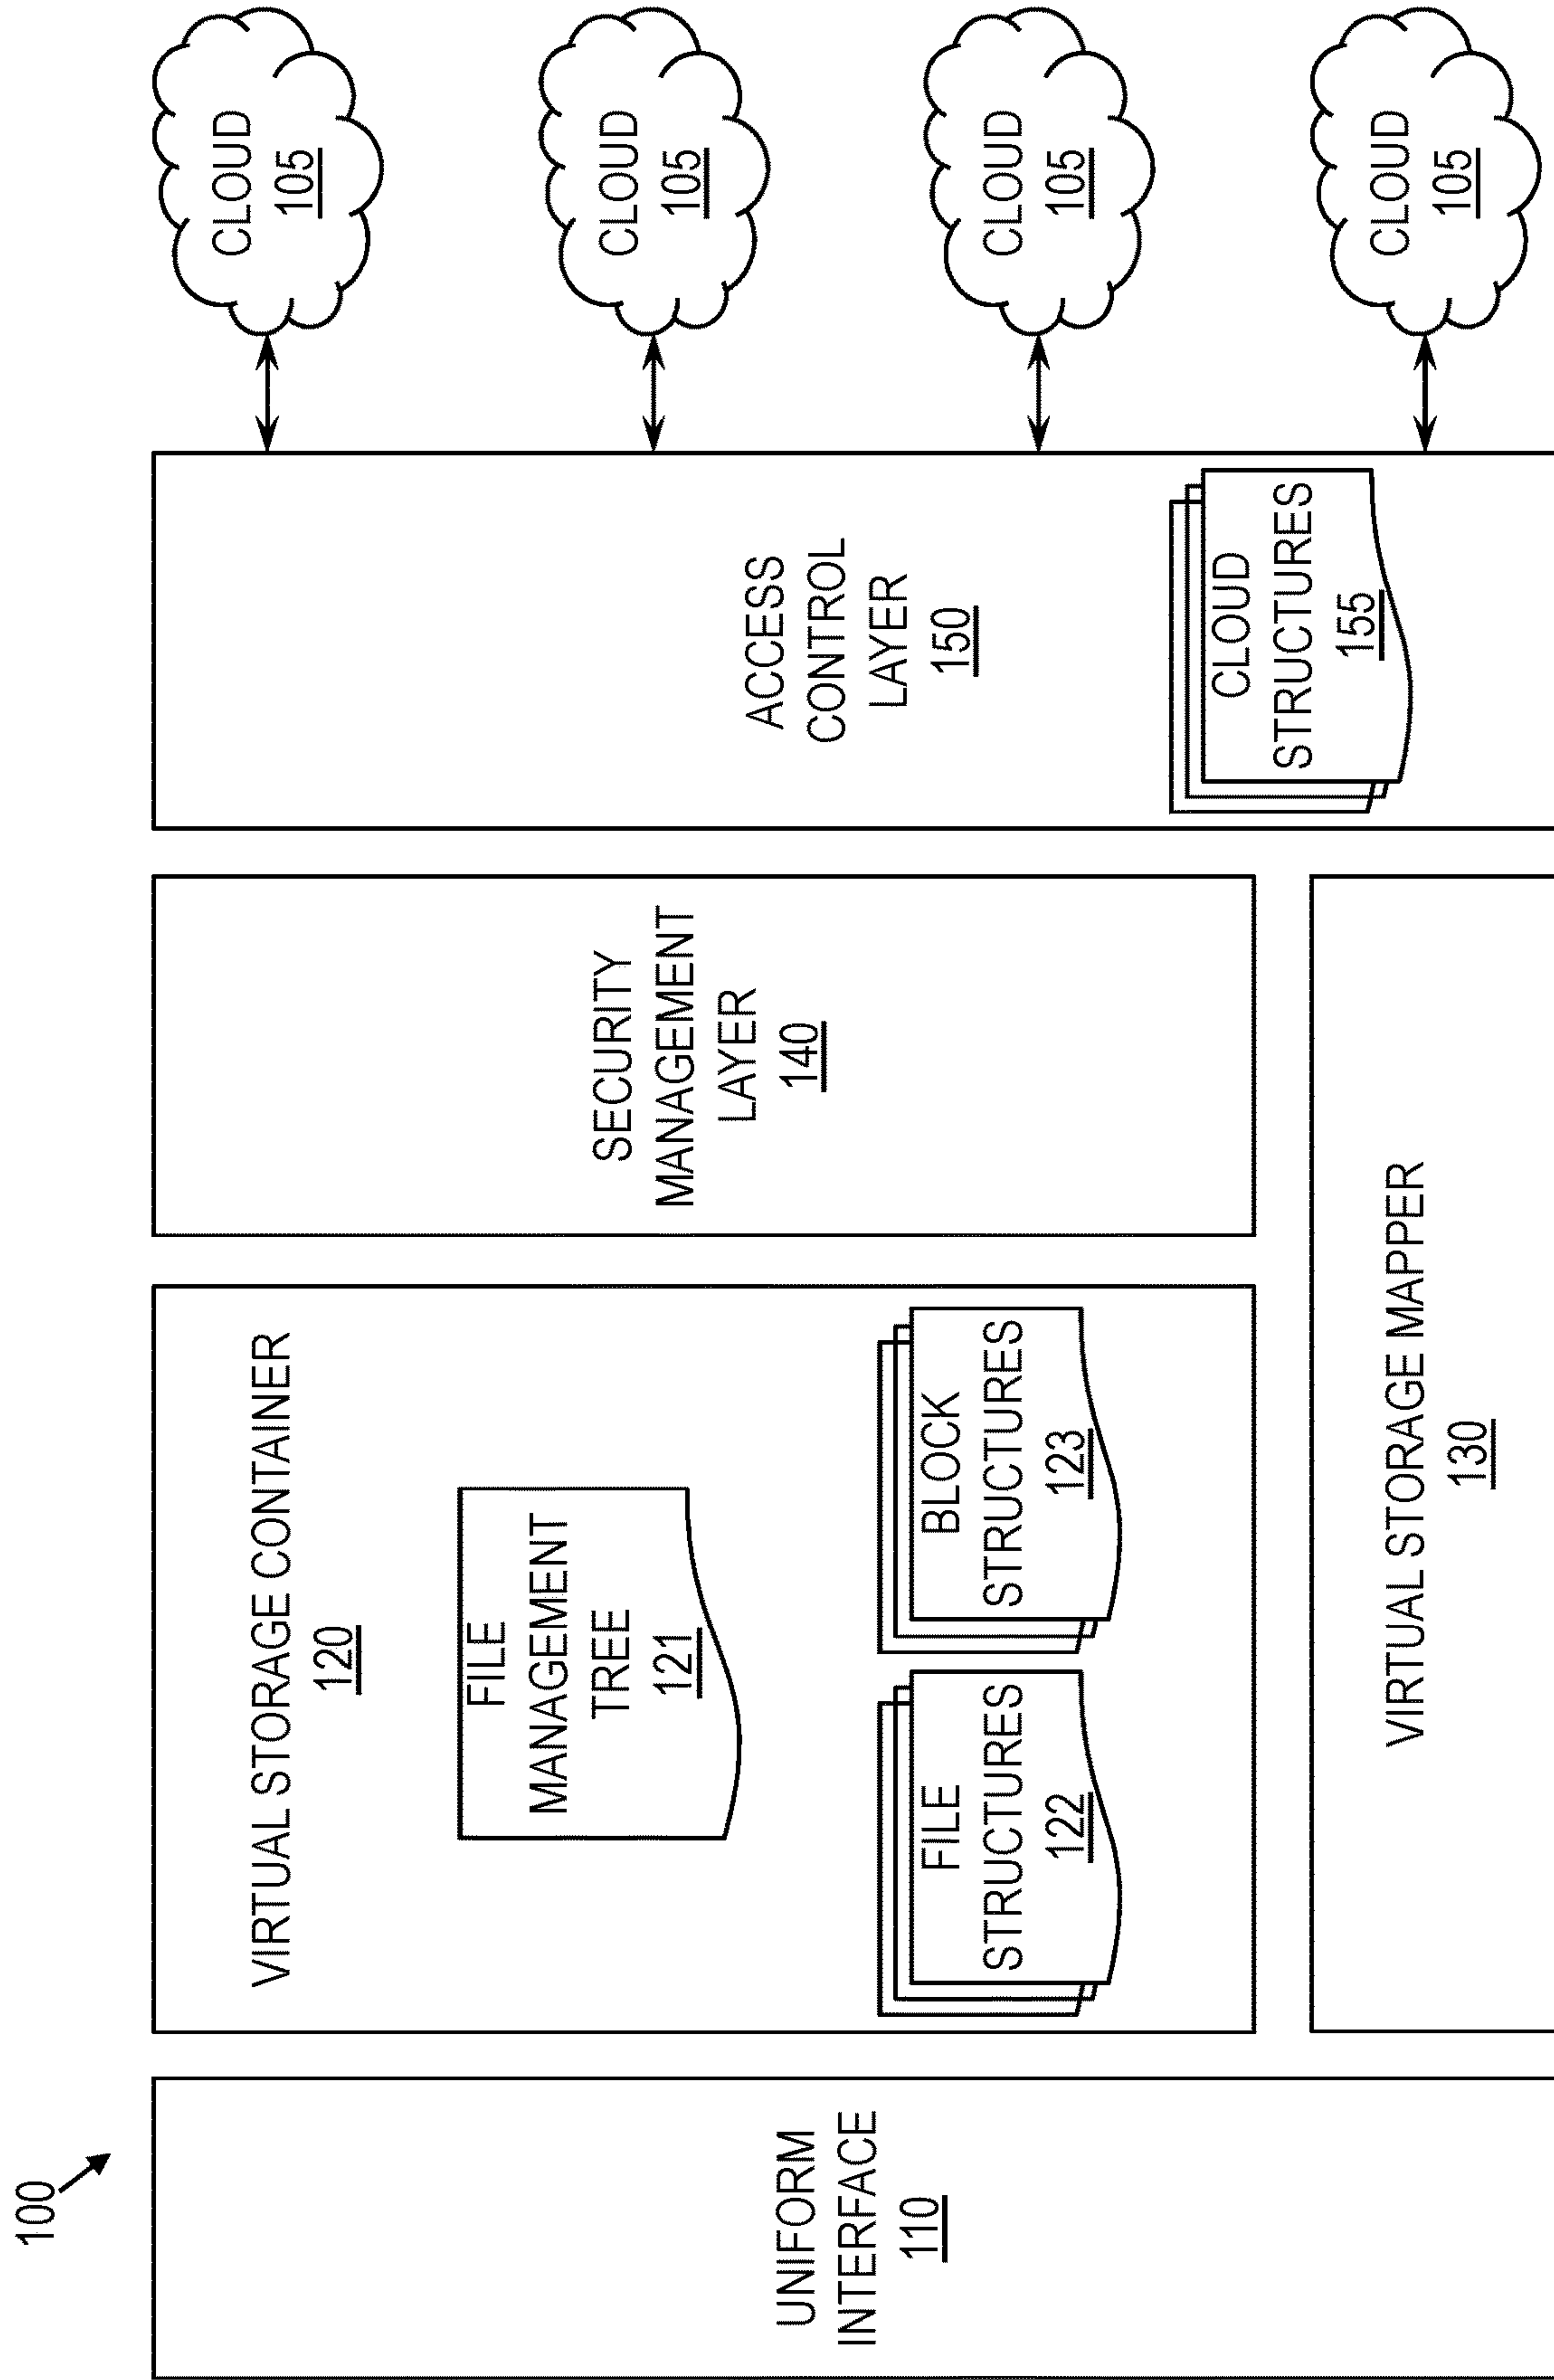 100
UNIFORM
INTERFACE
110
VIRTUAL STORAGE CONTAINER
120
FILE
MANAGEMENT
TREE
121
FILE
STRUCTURES
122
BLOCK
STRUCTURES
123
VIRTUAL STORAGE MAPPER
130
SECURITY
MANAGEMENT
LAYER
140
ACCESS
CONTROL
LAYER
150
CLOUD
STRUCTURES
155
CLOUD
105
CLOUD
105
CLOUD
105
CLOUD
105